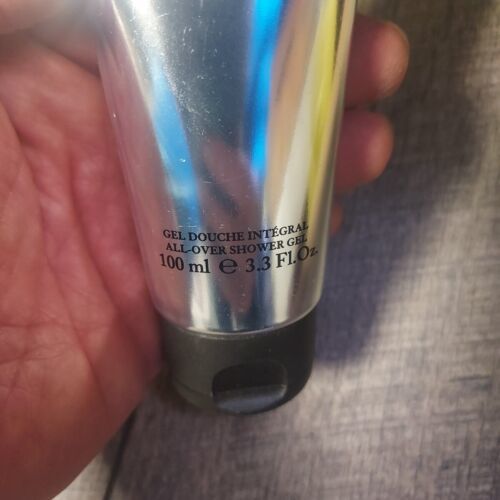 GEL DOUCHE INTÉGRAL
ALL-OVER SHOWER GEL
100 ml ℮ 3.3 Fl.Oz.